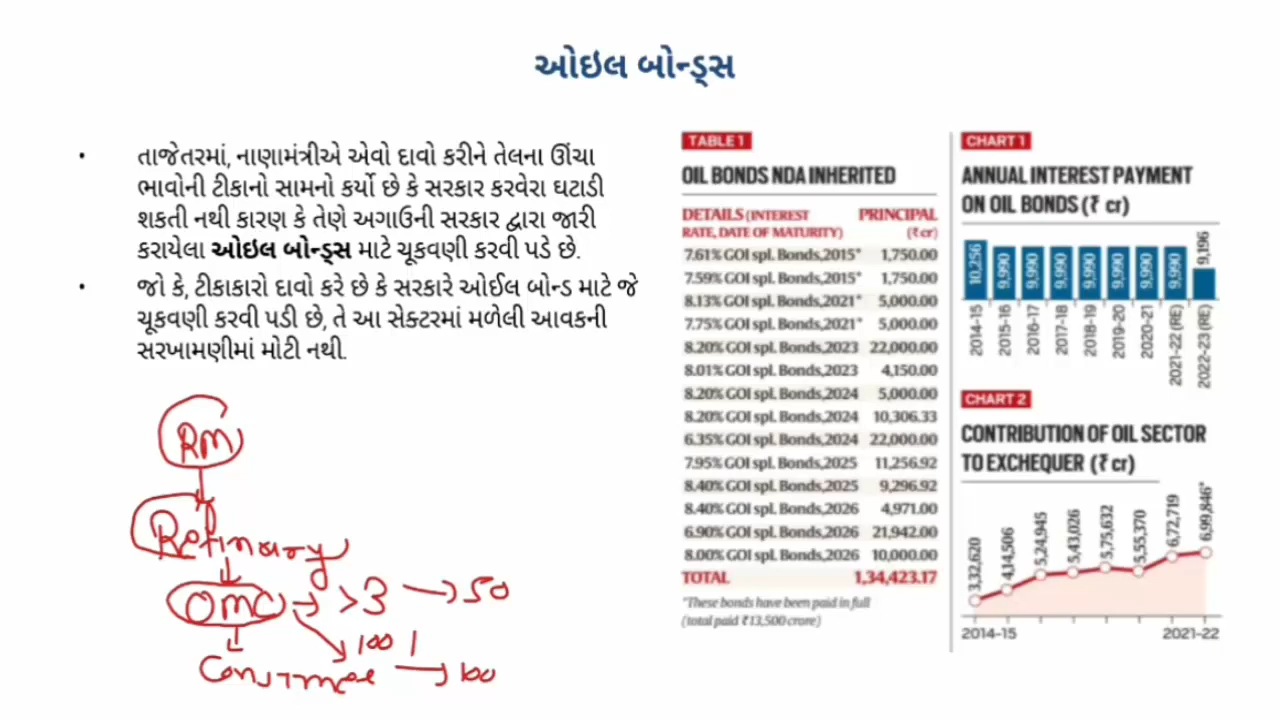 ઓઇલ બોન્ડ્સ
• તાજેતરમાં, નાણામંત્રીએ એવો દાવો કરીને તેલના ઊંચા
ભાવોની ટીકાનો સામનો કર્યો છે કે સરકાર કરવેરા ઘટાડી
શકતી નથી કારણ કે તેણે અગાઉની સરકાર દ્વારા જારી
કરાયેલા ઓઇલ બોન્ડ્સ માટે ચૂકવણી કરવી પડે છે.
• જો કે, ટીકાકારો દાવો કરે છે કે સરકારે ઓઈલ બોન્ડ માટે જે
ચૂકવણી કરવી પડી છે, તે આ સેક્ટરમાં મળેલી આવકની
સરખામણીમાં મોટી નથી.
RM
Refinary
OMC → >3 → 50
100 |
→ 100
TABLE 1
OIL BONDS NDA INHERITED
DETAILS (INTEREST PRINCIPAL
RATE, DATE OF MATURITY) (₹ cr)
7.61% GOI spl. Bonds,2015* 1,750.00
7.59% GOI spl. Bonds,2015* 1,750.00
8.13% GOI spl. Bonds,2021* 5,000.00
7.75% GOI spl. Bonds,2021* 5,000.00
8.20% GOI spl. Bonds,2023 22,000.00
8.01% GOI spl. Bonds,2023 4,150.00
8.20% GOI spl. Bonds,2024 5,000.00
8.20% GOI spl. Bonds,2024 10,306.33
6.35% GOI spl. Bonds,2024 22,000.00
7.95% GOI spl. Bonds,2025 11,256.92
8.40% GOI spl. Bonds,2025 9,296.92
8.40% GOI spl. Bonds,2026 4,971.00
6.90% GOI spl. Bonds,2026 21,942.00
8.00% GOI spl. Bonds,2026 10,000.00
TOTAL 1,34,423.17
*These bonds have been paid in full
(total paid ₹13,500 crore)
CHART 1
ANNUAL INTEREST PAYMENT
ON OIL BONDS (₹ cr)
10,256 9,990 9,990 9,990 9,990 9,990 9,990 9,990 9,196
2014-15 2015-16 2016-17 2017-18 2018-19 2019-20 2020-21 2021-22 (RE) 2022-23 (RE)
CHART 2
CONTRIBUTION OF OIL SECTOR
TO EXCHEQUER (₹ cr)
3,32,620 4,14,506 5,24,945 5,43,026 5,75,632 5,55,370 6,72,719 6,99,846*
2014-15 2021-22